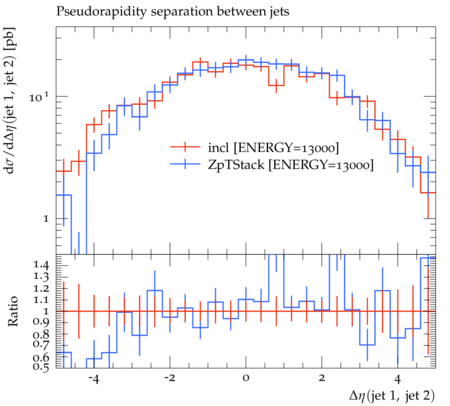 Pseudorapidity separation between jets
dσ/dΔη(jet 1, jet 2) [pb]
10¹
1
incl [ENERGY=13000]
ZpTStack [ENERGY=13000]
Ratio
1.4
1.3
1.2
1.1
1
0.9
0.8
0.7
0.6
0.5
-4 -2 0 2 4
Δη(jet 1, jet 2)